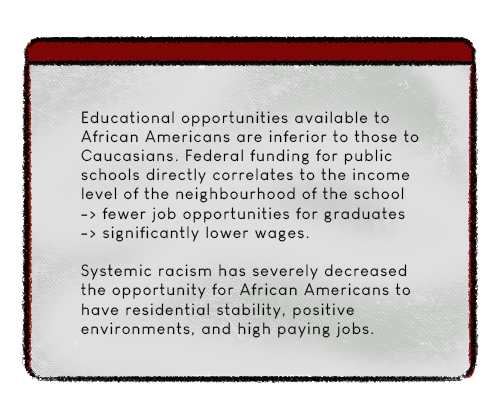 Educational opportunities available to
African Americans are inferior to those to
Caucasians. Federal funding for public
schools directly correlates to the income
level of the neighbourhood of the school
-> fewer job opportunities for graduates
-> significantly lower wages.
Systemic racism has severely decreased
the opportunity for African Americans to
have residential stability, positive
environments, and high paying jobs.